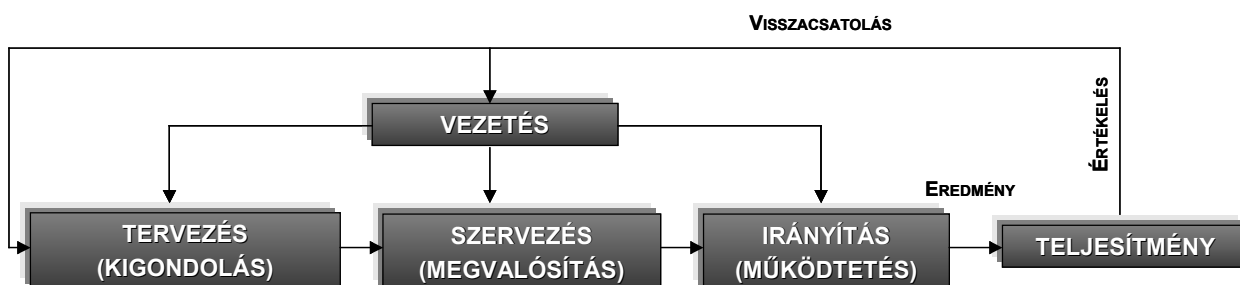 VISSZACSATOLÁS
VEZETÉS
ÉRTÉKELÉS
EREDMÉNY
TERVEZÉS
(KIGONDOLÁS)
SZERVEZÉS
(MEGVALÓSÍTÁS)
IRÁNYÍTÁS
(MŰKÖDTETÉS)
TELJESÍTMÉNY